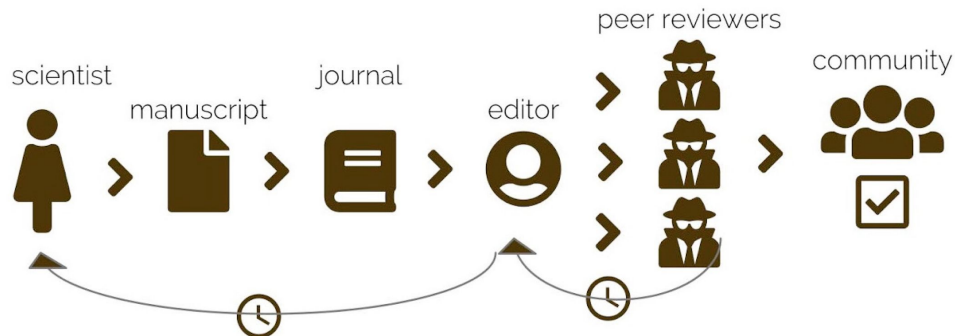 scientist
manuscript
journal
editor
peer reviewers
community